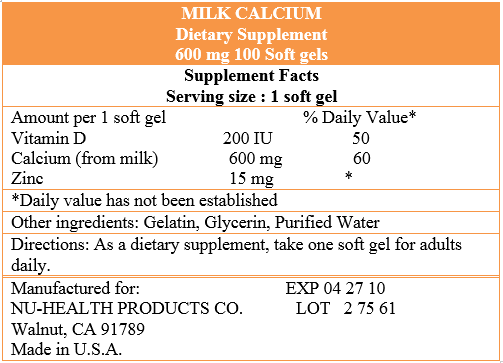 MILK CALCIUM
Dietary Supplement
600 mg 100 Soft gels
Supplement Facts
Serving size : 1 soft gel
Amount per 1 soft gel % Daily Value*
Vitamin D 200 IU 50
Calcium (from milk) 600 mg 60
Zinc 15 mg *
*Daily value has not been established
Other ingredients: Gelatin, Glycerin, Purified Water
Directions: As a dietary supplement, take one soft gel for adults
daily.
Manufactured for: EXP 04 27 10
NU-HEALTH PRODUCTS CO. LOT 2 75 61
Walnut, CA 91789
Made in U.S.A.